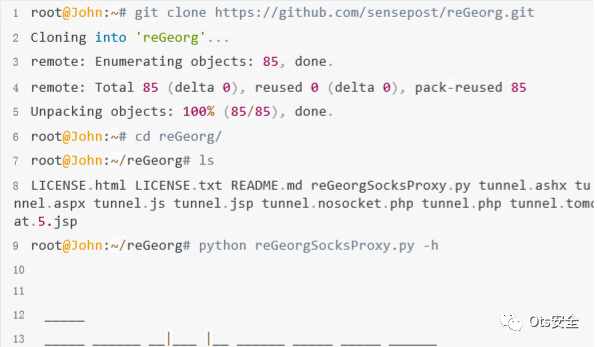 1 root@John:~# git clone https://github.com/sensepost/reGeorg.git
2 Cloning into 'reGeorg'...
3 remote: Enumerating objects: 85, done.
4 remote: Total 85 (delta 0), reused 0 (delta 0), pack-reused 85
5 Unpacking objects: 100% (85/85), done.
6 root@John:~# cd reGeorg/
7 root@John:~/reGeorg# ls
8 LICENSE.html LICENSE.txt README.md reGeorgSocksProxy.py tunnel.ashx tu
nnel.aspx tunnel.js tunnel.jsp tunnel.nosocket.php tunnel.php tunnel.tomc
at.5.jsp
9 root@John:~/reGeorg# python reGeorgSocksProxy.py -h
10
11
12 _____
13 _____ ______ __|___ |__ ______ _____ _____ ______
Ots安全